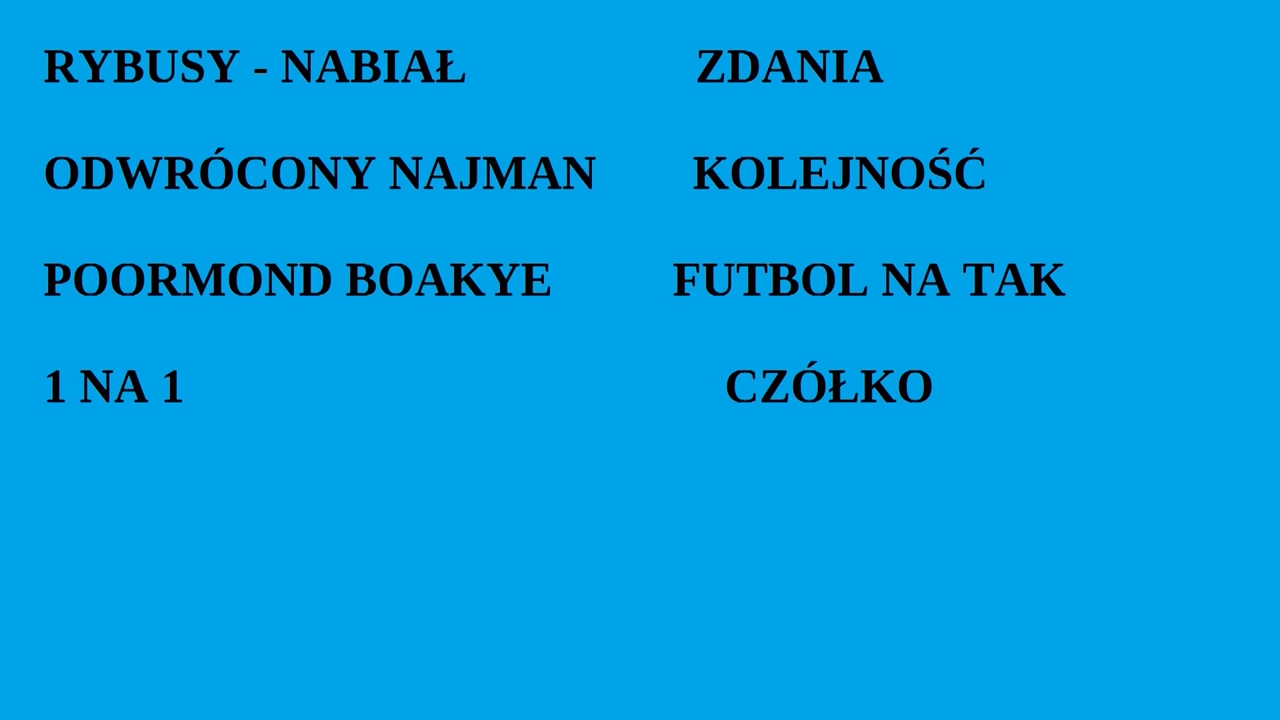 RYBUSY - NABIAŁ ZDANIA
ODWRÓCONY NAJMAN KOLEJNOŚĆ
POORMOND BOAKYE FUTBOL NA TAK
1 NA 1 CZÓŁKO